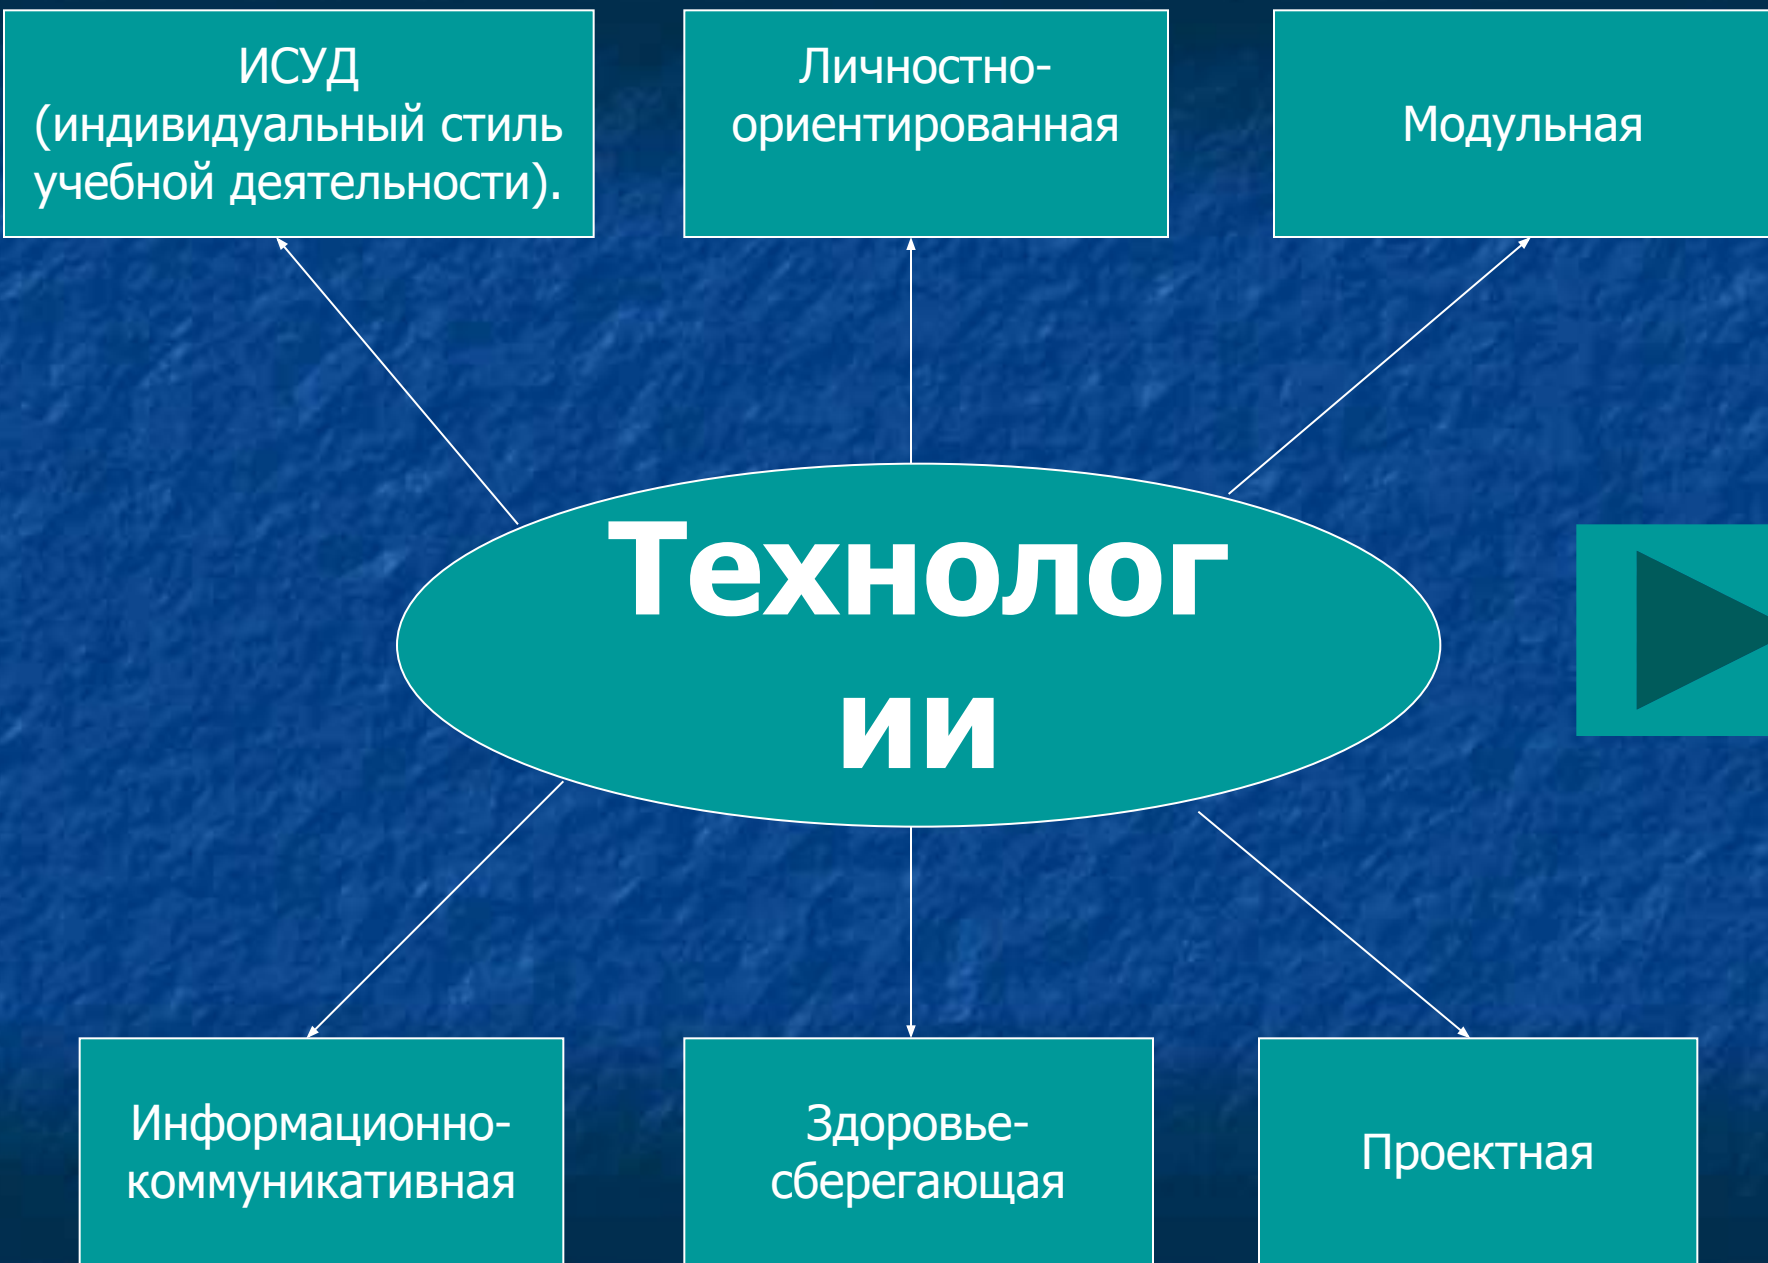 ИСУД
(индивидуальный стиль
учебной деятельности).
Личностно-
ориентированная
Модульная
Технолог
ии
Информационно-
коммуникативная
Здоровье-
сберегающая
Проектная